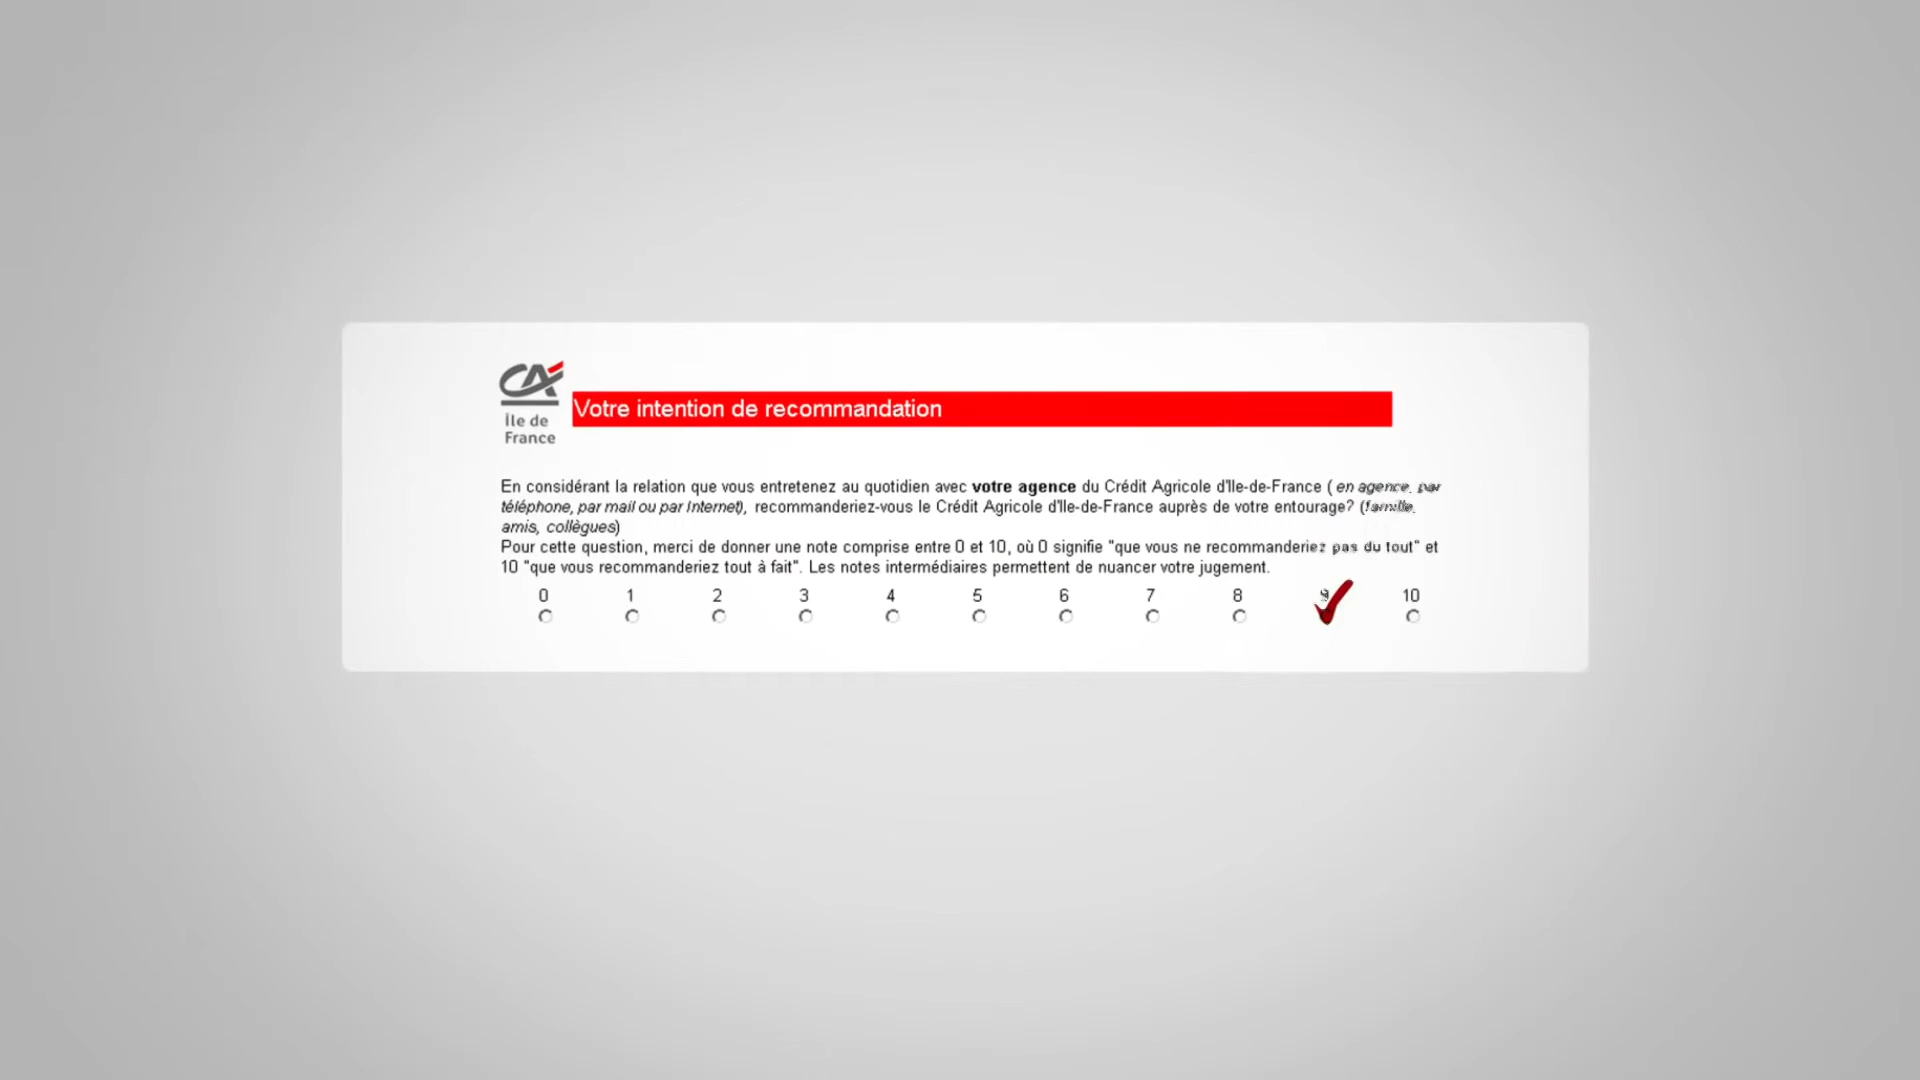 CA
Île de
France
Votre intention de recommandation
En considérant la relation que vous entretenez au quotidien avec votre agence du Crédit Agricole d'Ile-de-France ( en agence, par
téléphone, par mail ou par Internet), recommanderiez-vous le Crédit Agricole d'Ile-de-France auprès de votre entourage? (famille,
amis, collègues)
Pour cette question, merci de donner une note comprise entre 0 et 10, où 0 signifie "que vous ne recommanderiez pas du tout" et
10 "que vous recommanderiez tout à fait". Les notes intermédiaires permettent de nuancer votre jugement.
0 1 2 3 4 5 6 7 8 9 10